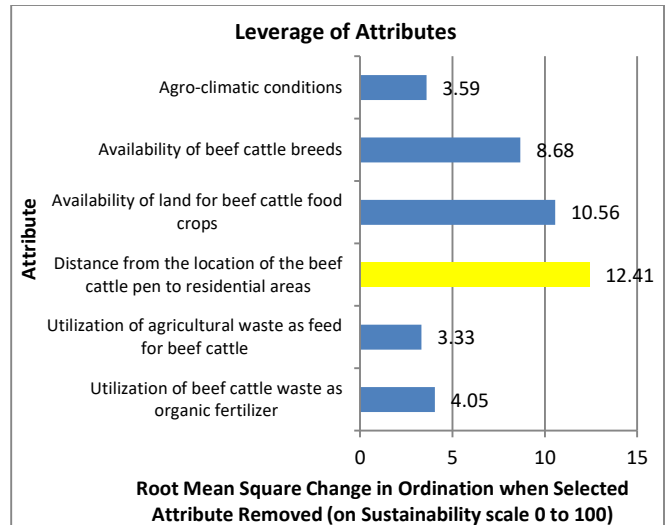 Leverage of Attributes
Agro-climatic conditions
3.59
Availability of beef cattle breeds
8.68
Availability of land for beef cattle food
crops
10.56
Distance from the location of the beef
cattle pen to residential areas
12.41
Utilization of agricultural waste as feed
for beef cattle
3.33
Utilization of beef cattle waste as
organic fertilizer
4.05
Attribute
0 5 10 15
Root Mean Square Change in Ordination when Selected
Attribute Removed (on Sustainability scale 0 to 100)